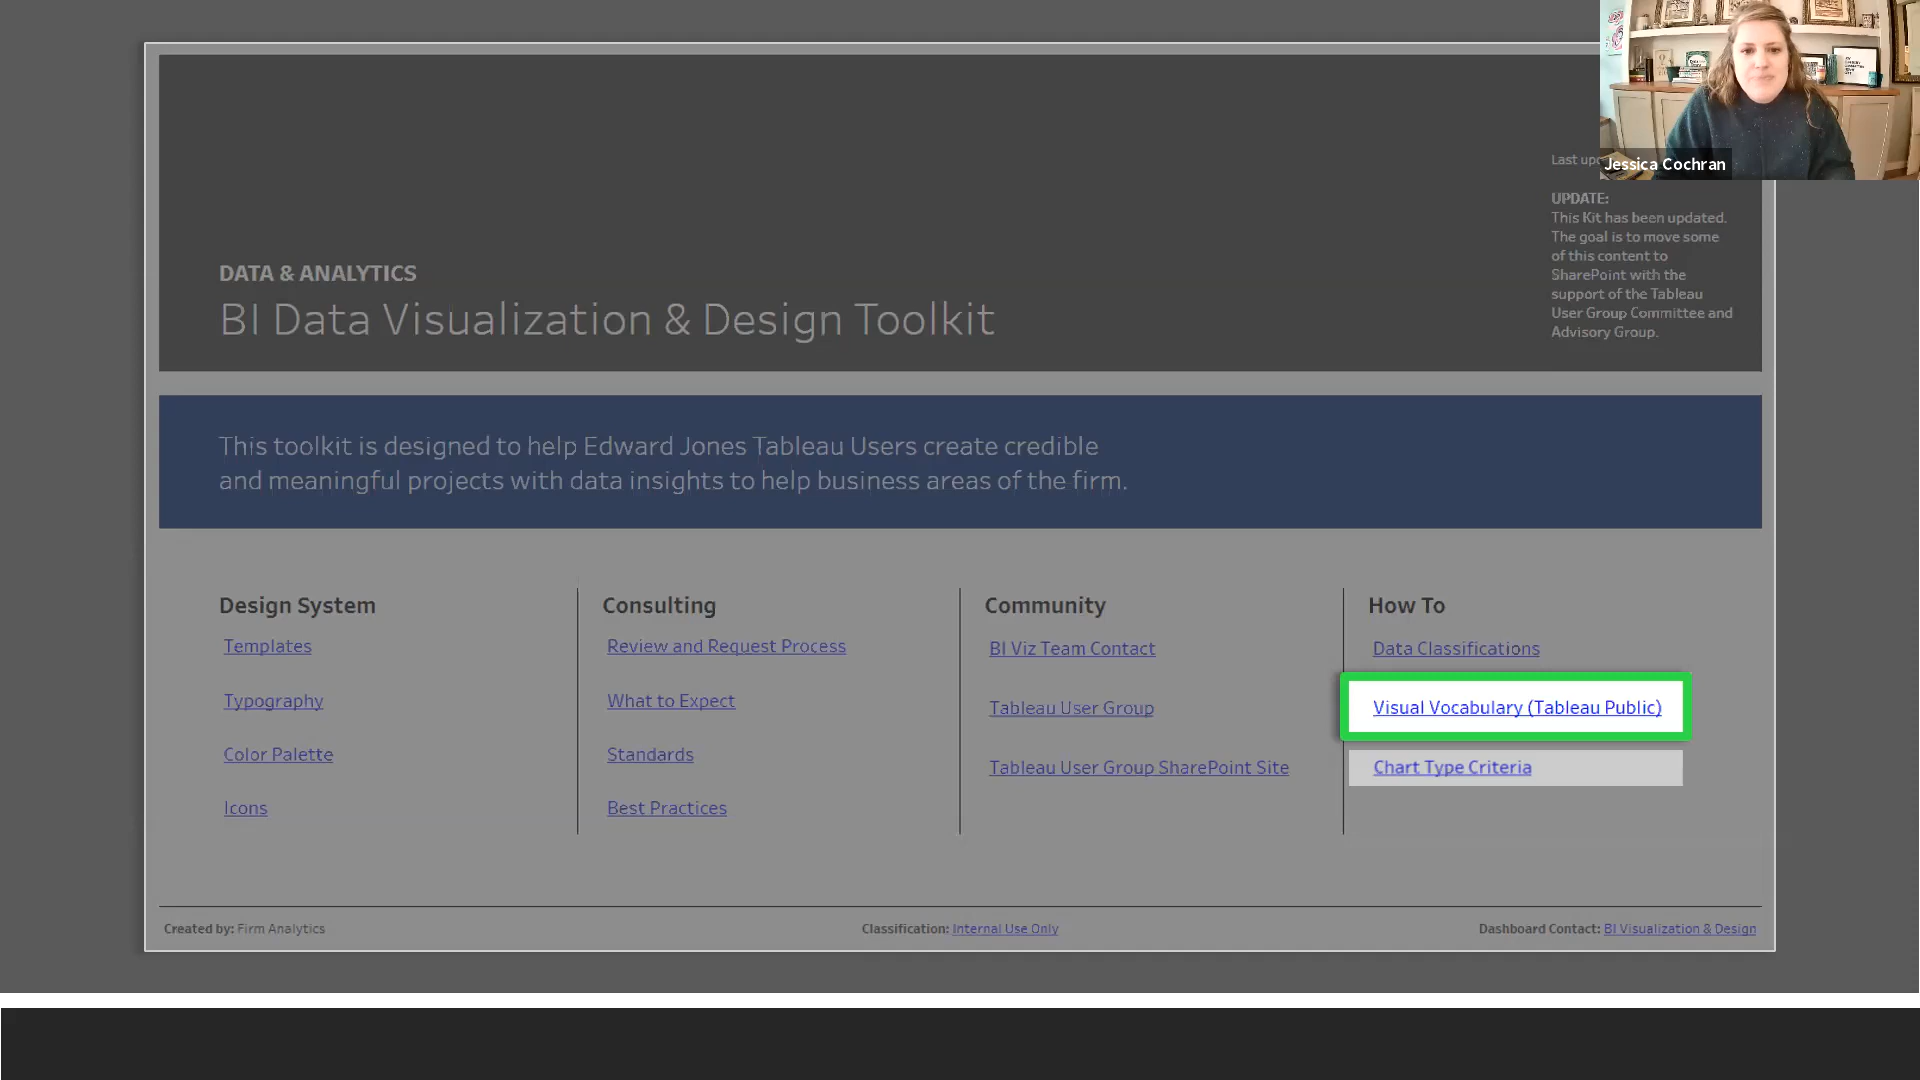 Jessica Cochran
Last
UPDATE:
This Kit has been updated.
The goal is to move some
of this content to
SharePoint with the
support of the Tableau
User Group Committee and
Advisory Group.
DATA & ANALYTICS
BI Data Visualization & Design Toolkit
This toolkit is designed to help Edward Jones Tableau Users create credible
and meaningful projects with data insights to help business areas of the firm.
Design System
Templates
Typography
Color Palette
Icons
Consulting
Review and Request Process
What to Expect
Standards
Best Practices
Community
BI Viz Team Contact
Tableau User Group
Tableau User Group SharePoint Site
How To
Data Classifications
Visual Vocabulary (Tableau Public)
Chart Type Criteria
Created by: Firm Analytics
Classification: Internal Use Only
Dashboard Contact: BI Visualization & Design